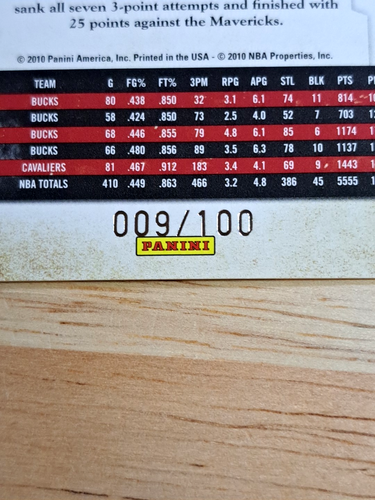 sank all seven 3-point attempts and finished with
25 points against the Mavericks.
© 2010 Panini America, Inc. Printed in the USA - © 2010 NBA Properties, Inc.
TEAM G FG% FT% 3PM RPG APG STL BLK PTS
BUCKS 80 .438 .850 32 3.1 6.1 74 11 814
BUCKS 58 .424 .850 73 2.5 4.0 52 7 703
BUCKS 68 .446 .855 79 4.8 6.1 85 6 1174
BUCKS 66 .480 .856 89 3.5 6.3 78 10 1137
CAVALIERS 81 .467 .912 183 3.4 4.1 69 9 1443
NBA TOTALS 410 .449 .863 466 3.2 4.8 386 45 5555
009/100
PANINI